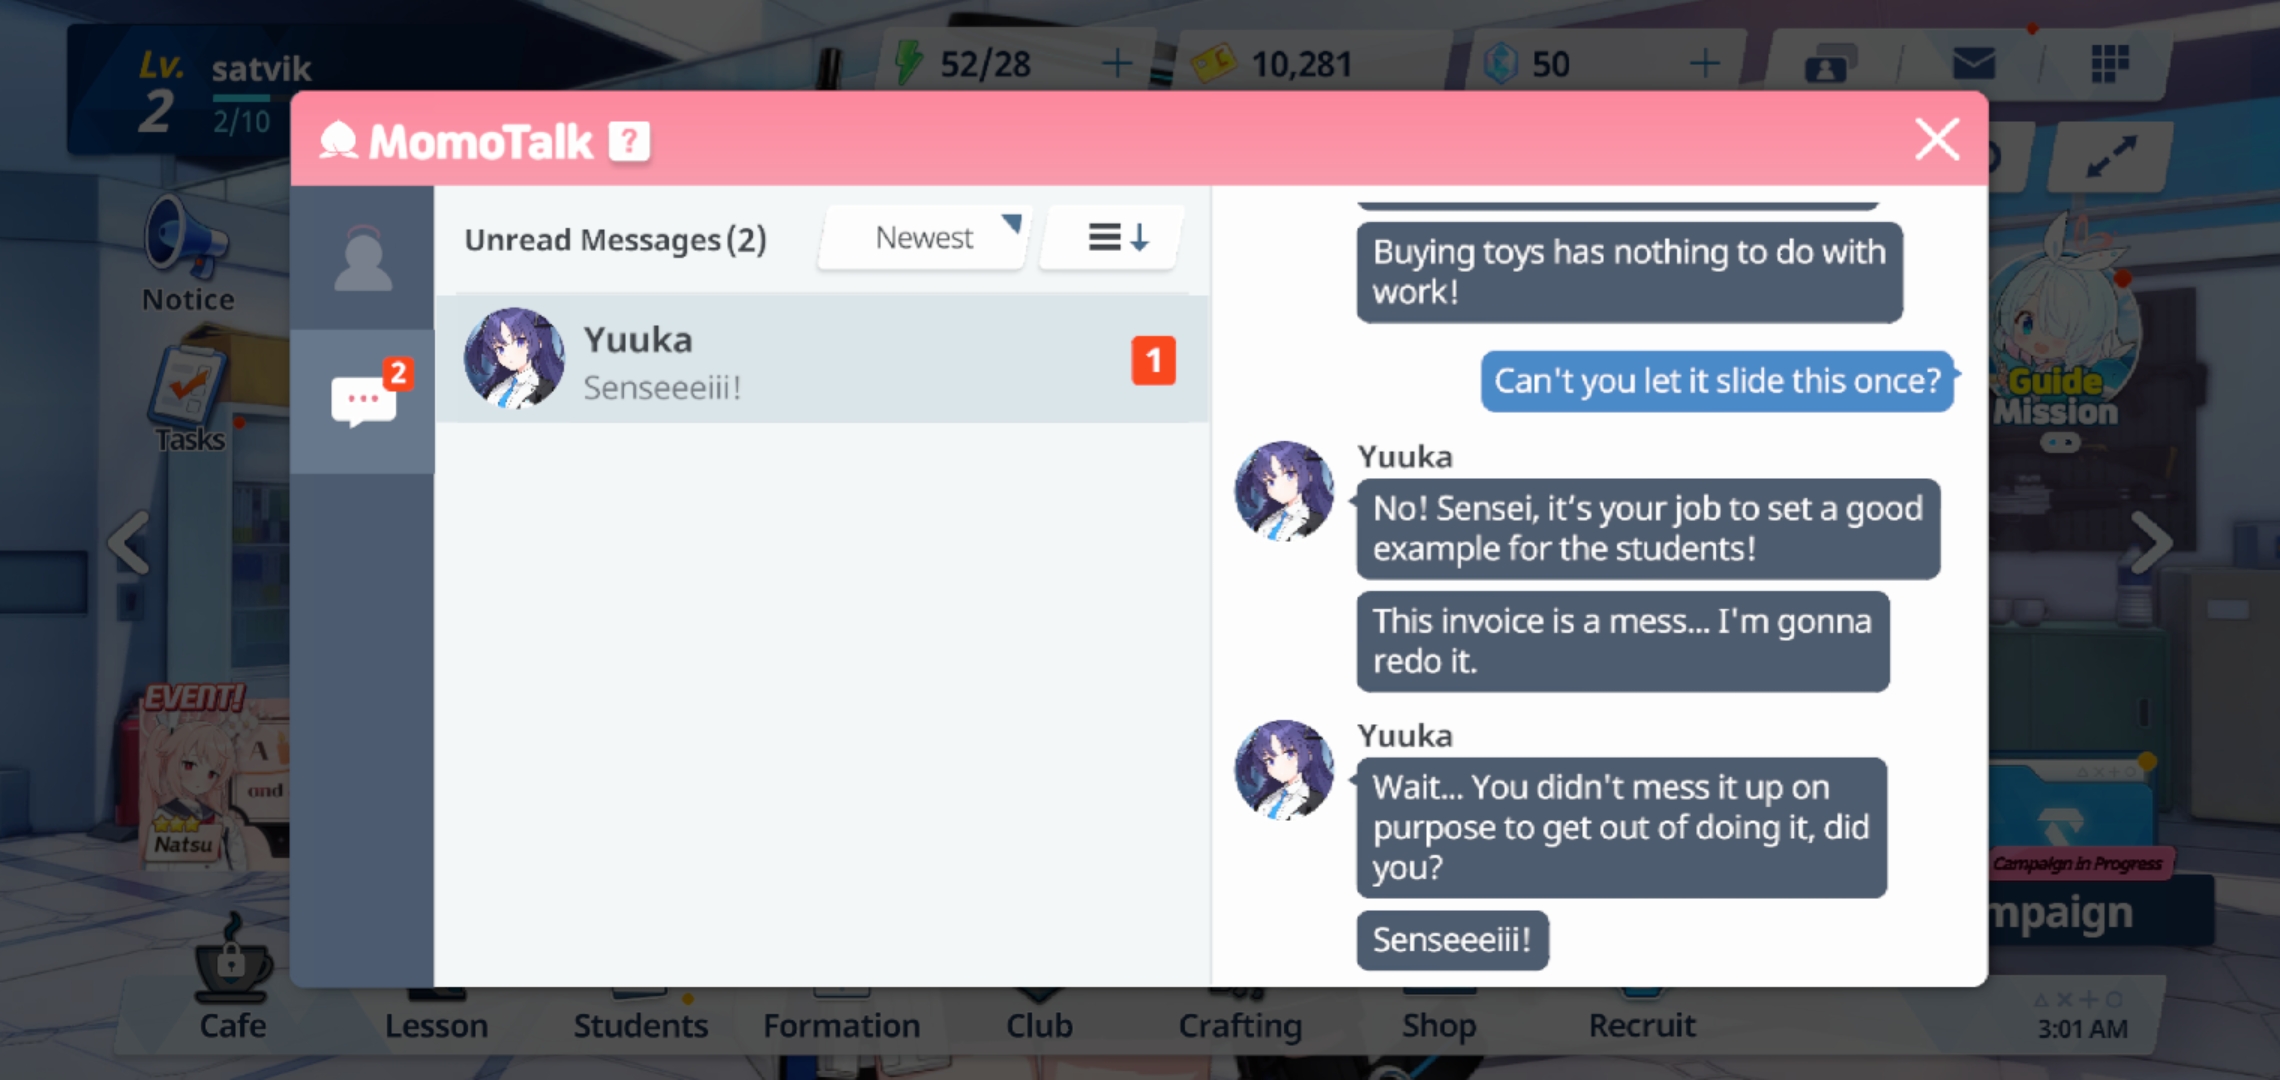 Lv. satvik
2 2/10
52/28
10,281
50
MomoTalk ?
Notice
Tasks
Guide
Mission
EVENT!
A
and
Natsu
Unread Messages (2)
Newest
2
Yuuka
Senseeeiii!
1
Buying toys has nothing to do with
work!
Can't you let it slide this once?
Yuuka
No! Sensei, it's your job to set a good
example for the students!
This invoice is a mess... I'm gonna
redo it.
Yuuka
Wait... You didn't mess it up on
purpose to get out of doing it, did
you?
Senseeeiii!
Campaign in Progress
mpaign
Cafe
Lesson
Students
Formation
Club
Crafting
Shop
Recruit
3:01 AM